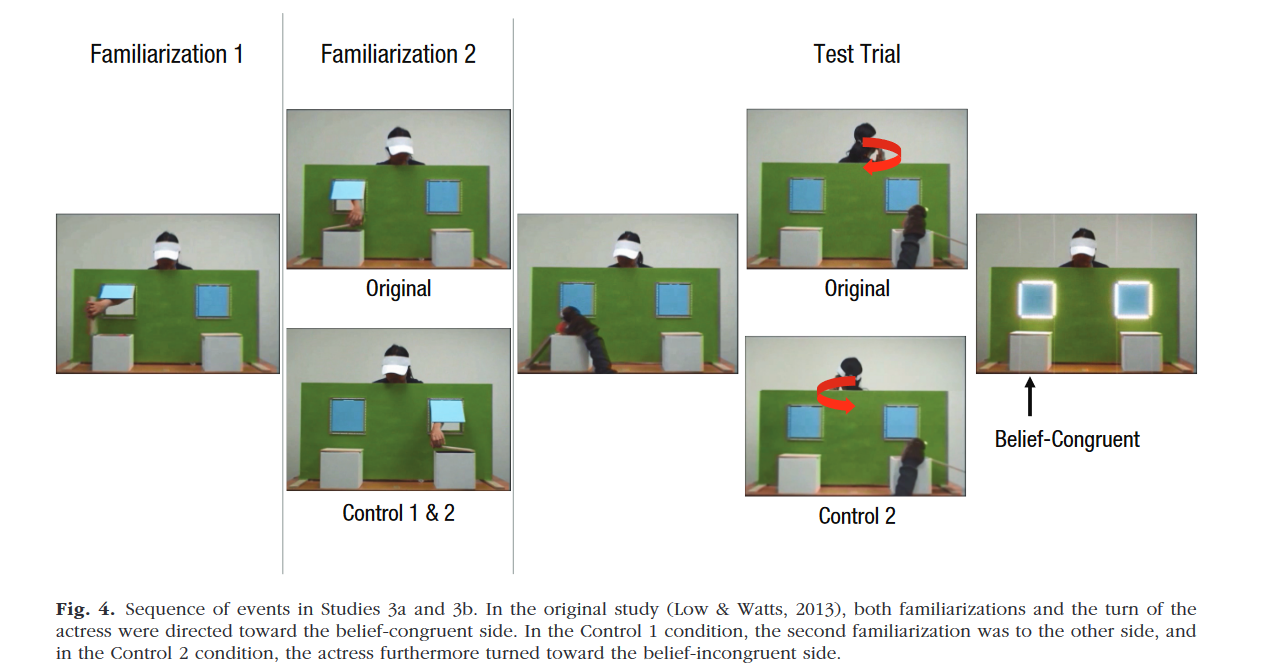 Familiarization 1
Familiarization 2
Test Trial
Original
Original
Belief-Congruent
Control 1 & 2
Control 2
Fig. 4. Sequence of events in Studies 3a and 3b. In the original study (Low & Watts, 2013), both familiarizations and the turn of the
actress were directed toward the belief-congruent side. In the Control 1 condition, the second familiarization was to the other side, and
in the Control 2 condition, the actress furthermore turned toward the belief-incongruent side.